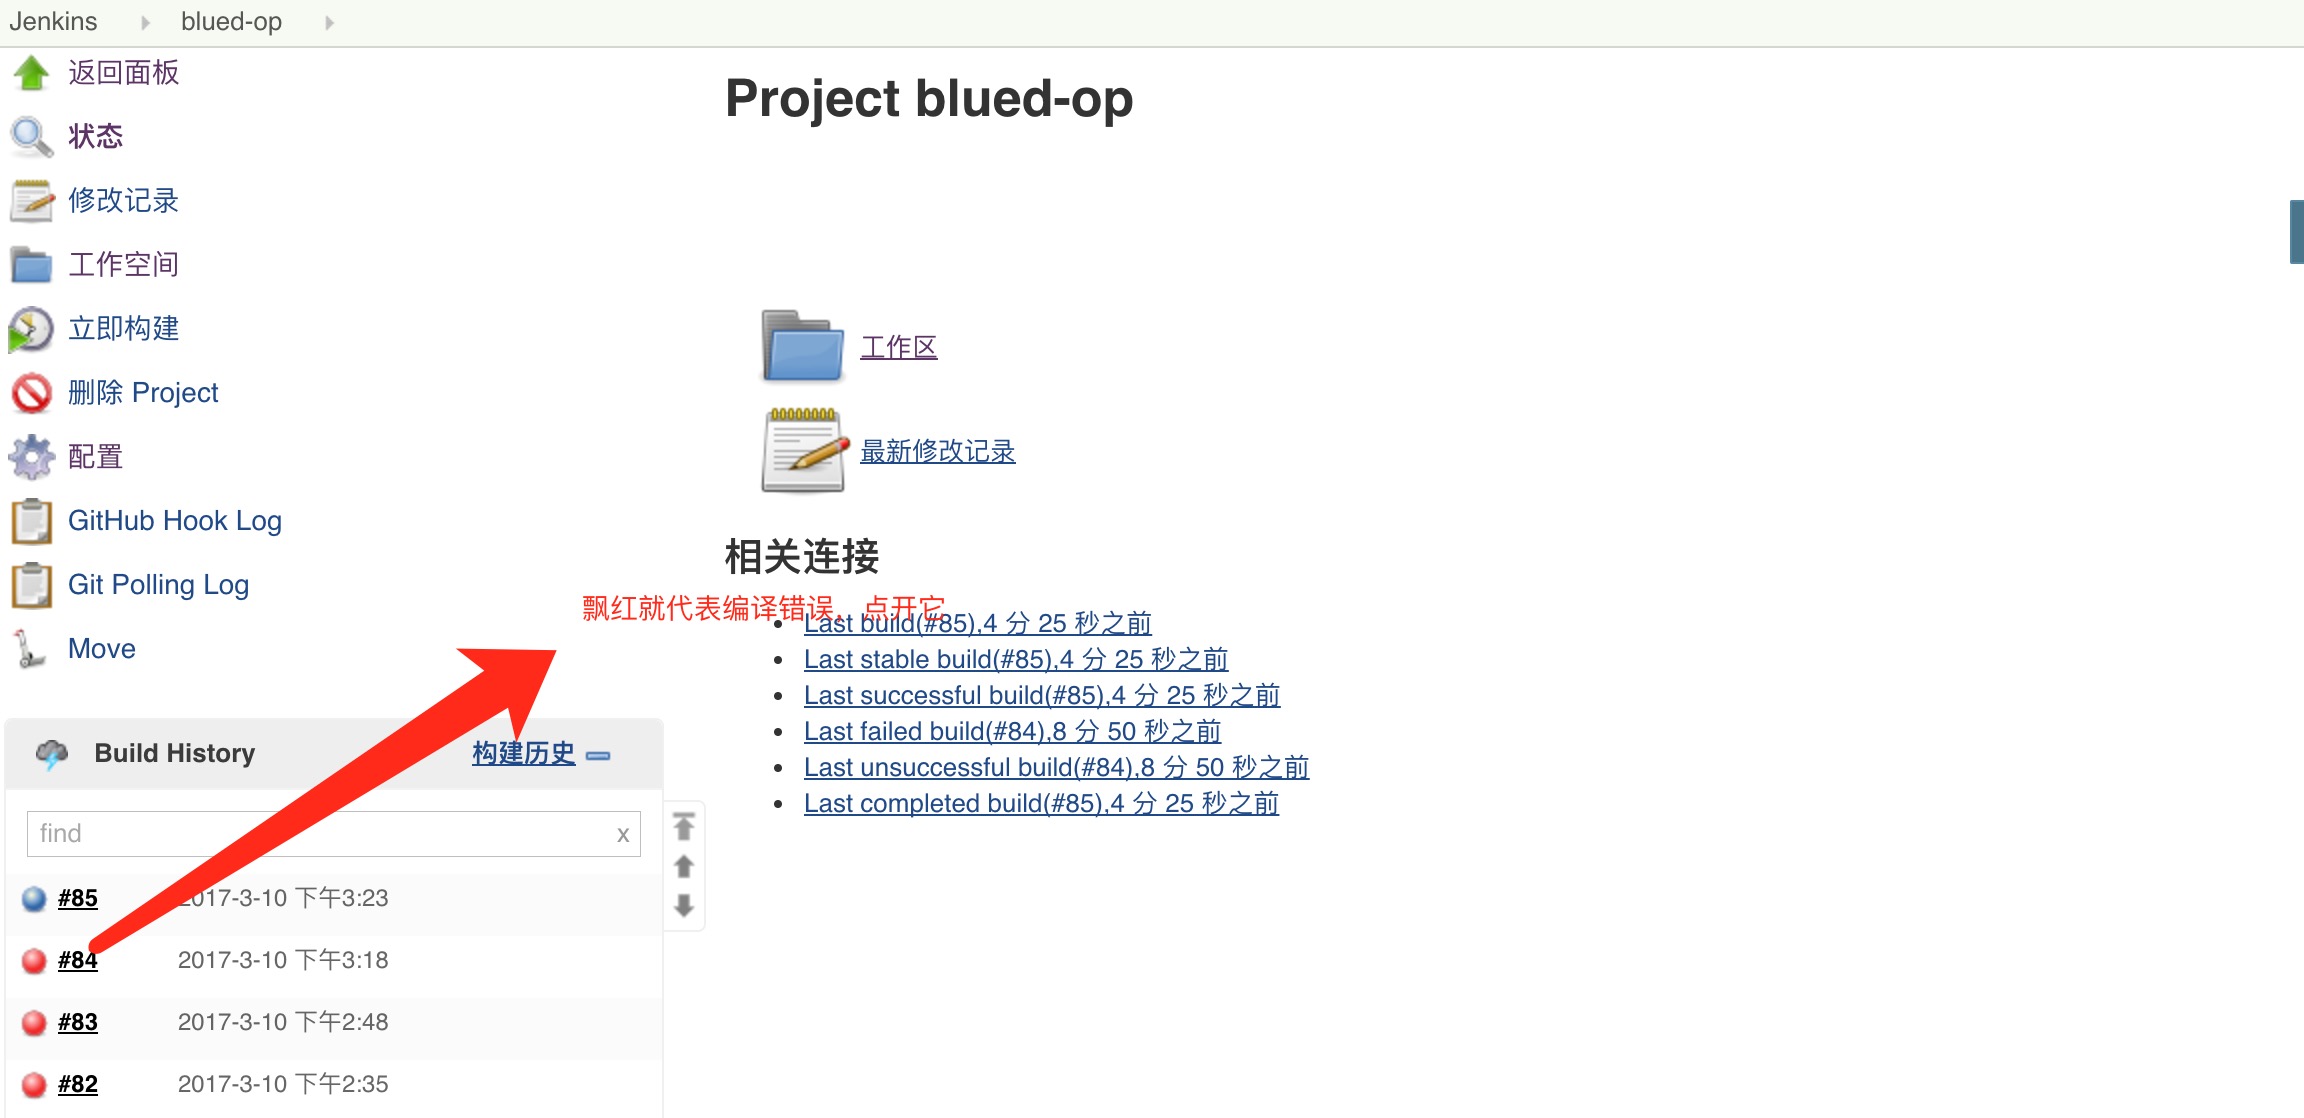 Jenkins blued-op
返回面板
状态
修改记录
工作空间
立即构建
删除 Project
配置
GitHub Hook Log
Git Polling Log
Move
Build History 构建历史
find x
#85 2017-3-10 下午3:23
#84 2017-3-10 下午3:18
#83 2017-3-10 下午2:48
#82 2017-3-10 下午2:35
Project blued-op
工作区
最新修改记录
相关连接
飘红就代表编译错误，点开它
Last build(#85),4 分 25 秒之前
Last stable build(#85),4 分 25 秒之前
Last successful build(#85),4 分 25 秒之前
Last failed build(#84),8 分 50 秒之前
Last unsuccessful build(#84),8 分 50 秒之前
Last completed build(#85),4 分 25 秒之前